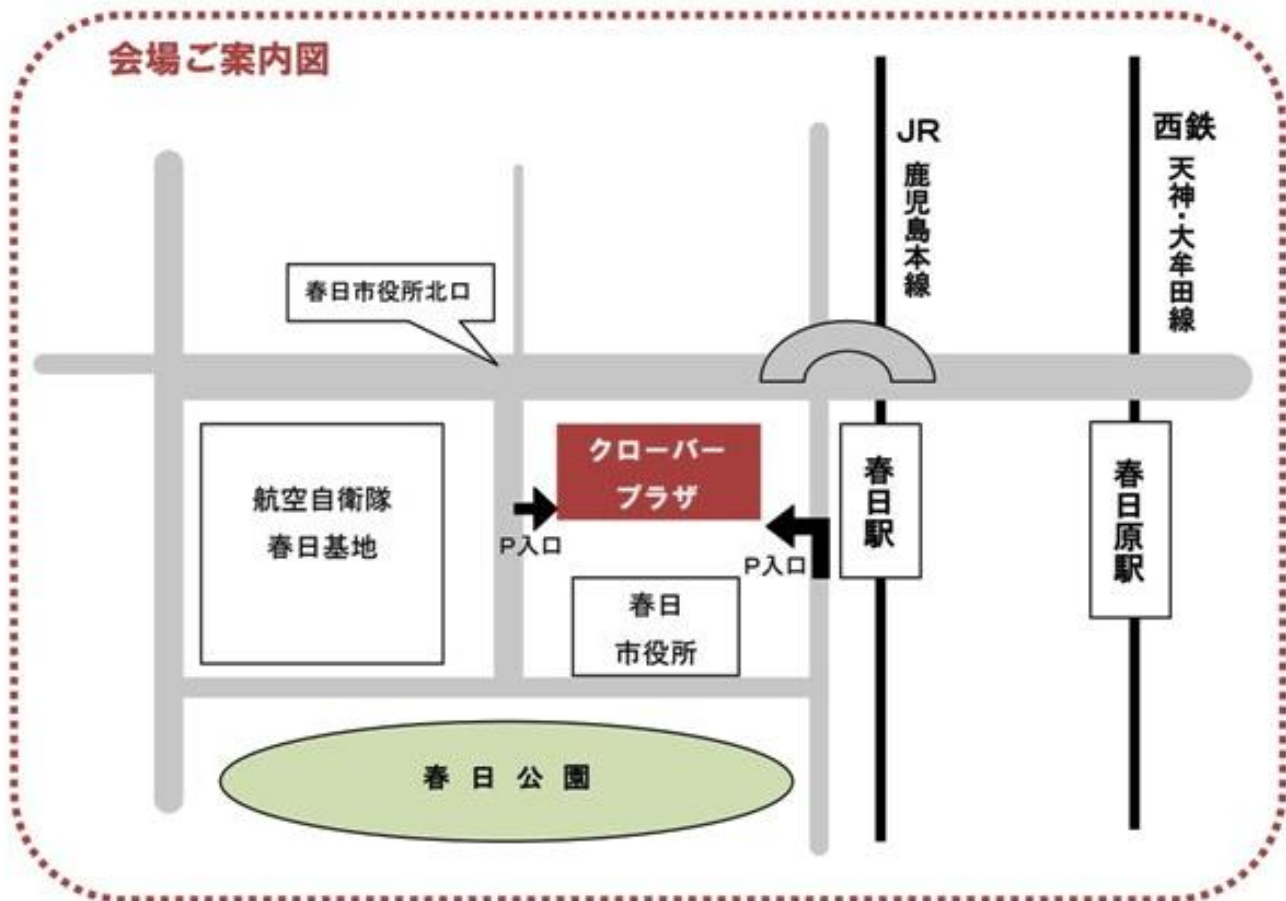 会場ご案内図
JR
鹿児島本線
西鉄
天神・大牟田線
春日市役所北口
航空自衛隊
春日基地
クローバー
プラザ
P入口
P入口
春日駅
春日原駅
春日
市役所
春日公園